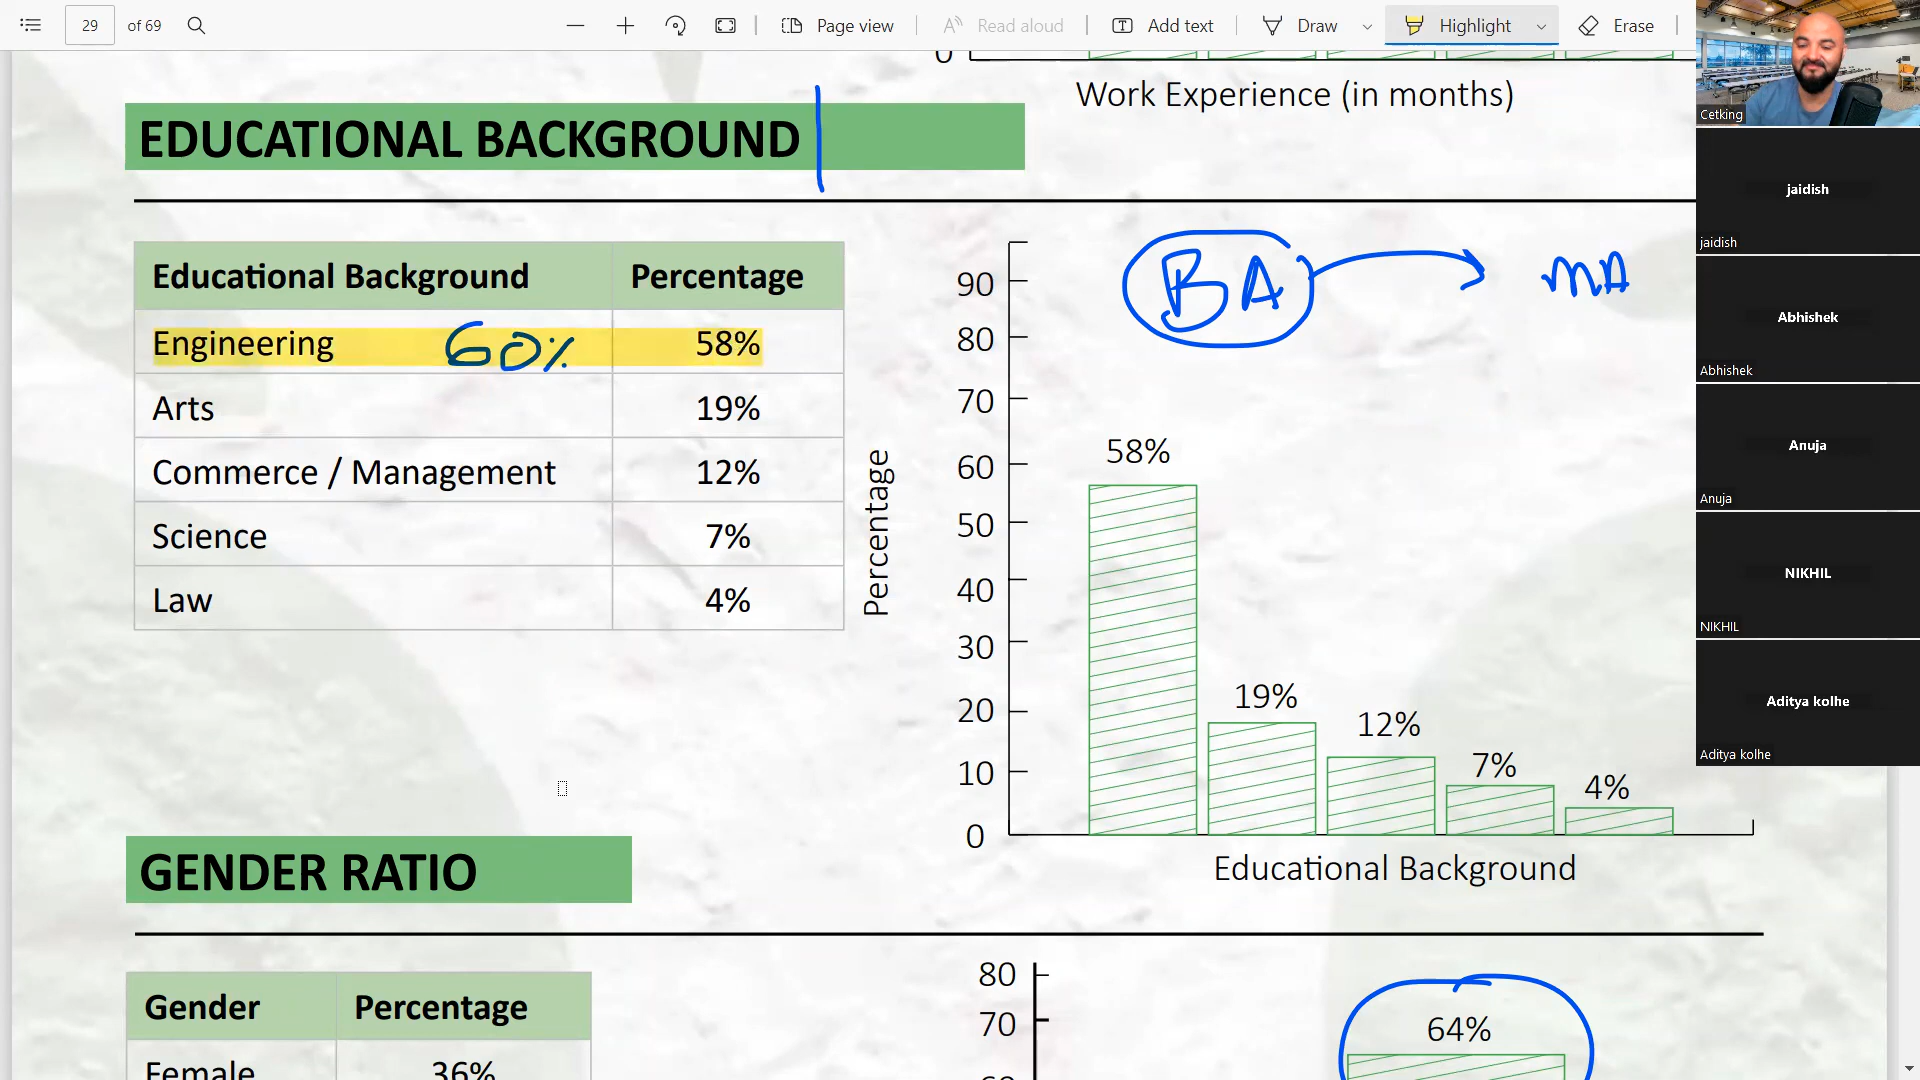 29 of 69 Page view Read aloud Add text Draw Highlight Erase
0
Work Experience (in months)
EDUCATIONAL BACKGROUND
Educational Background Percentage
Engineering 60% 58%
Arts 19%
Commerce / Management 12%
Science 7%
Law 4%
BA MA
Percentage
90
80
70
60
50
40
30
20
10
0
58%
19%
12%
7%
4%
Educational Background
GENDER RATIO
Gender Percentage
Female 36%
80
70
60
64%
Cetking
jaidish
jaidish
Abhishek
Abhishek
Anuja
Anuja
NIKHIL
NIKHIL
Aditya kolhe
Aditya kolhe